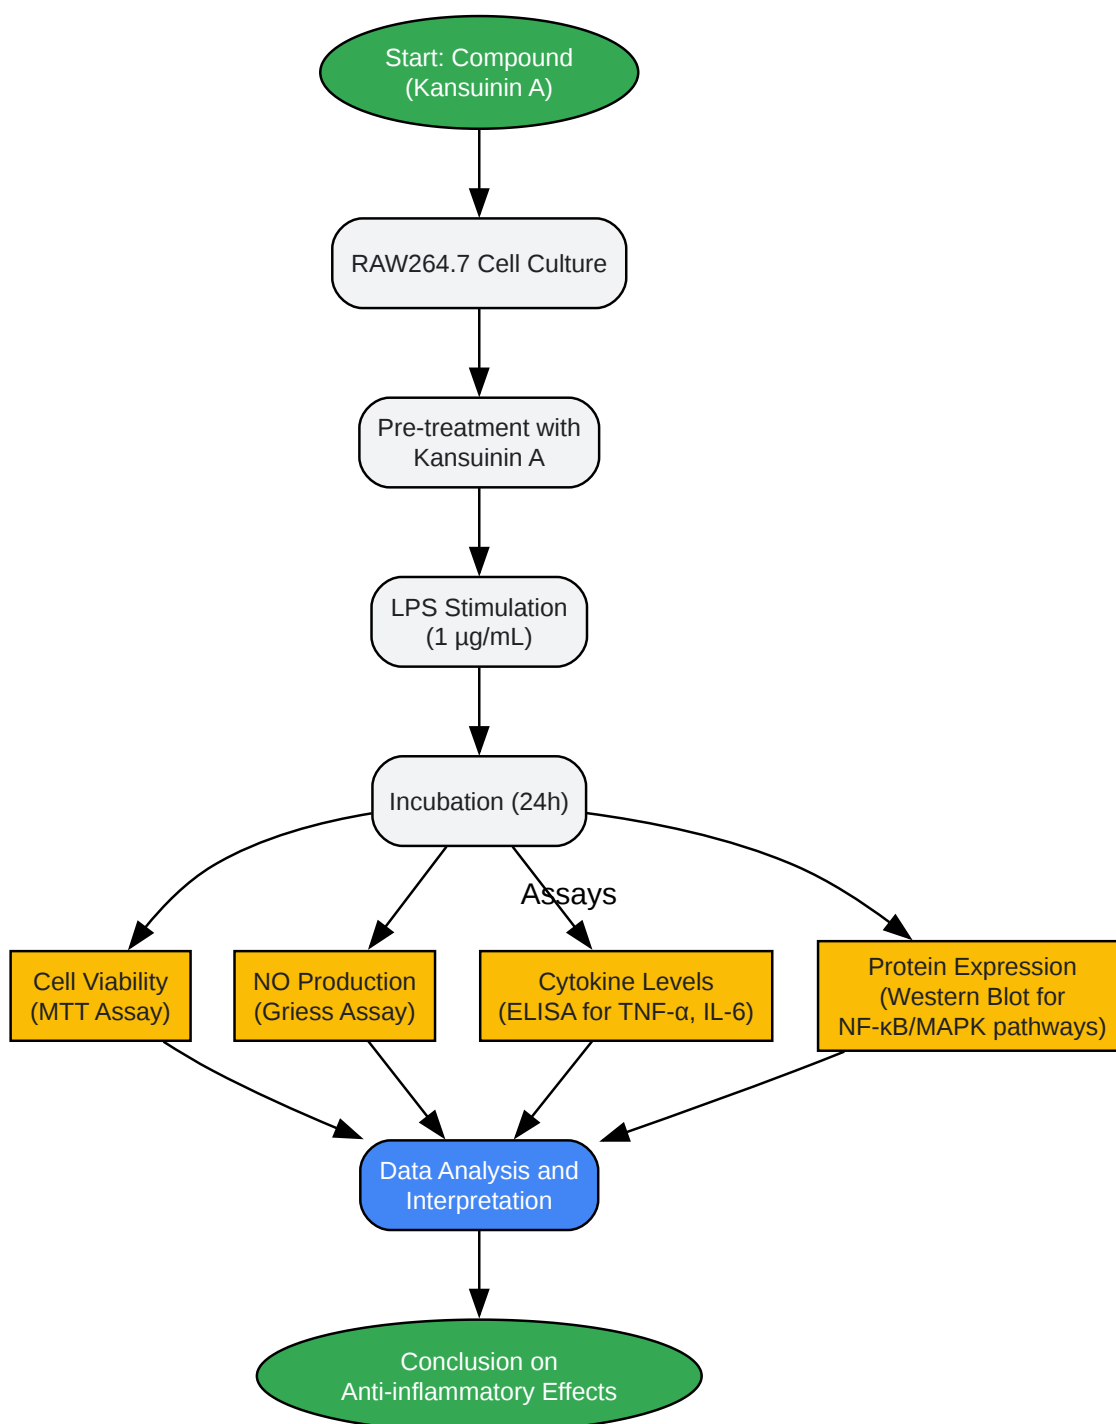 Start: Compound
(Kansuinin A)
RAW264.7 Cell Culture
Pre-treatment with
Kansuinin A
LPS Stimulation
(1 µg/mL)
Incubation (24h)
Assays
Cell Viability
(MTT Assay)
NO Production
(Griess Assay)
Cytokine Levels
(ELISA for TNF-α, IL-6)
Protein Expression
(Western Blot for
NF-κB/MAPK pathways)
Data Analysis and
Interpretation
Conclusion on
Anti-inflammatory Effects